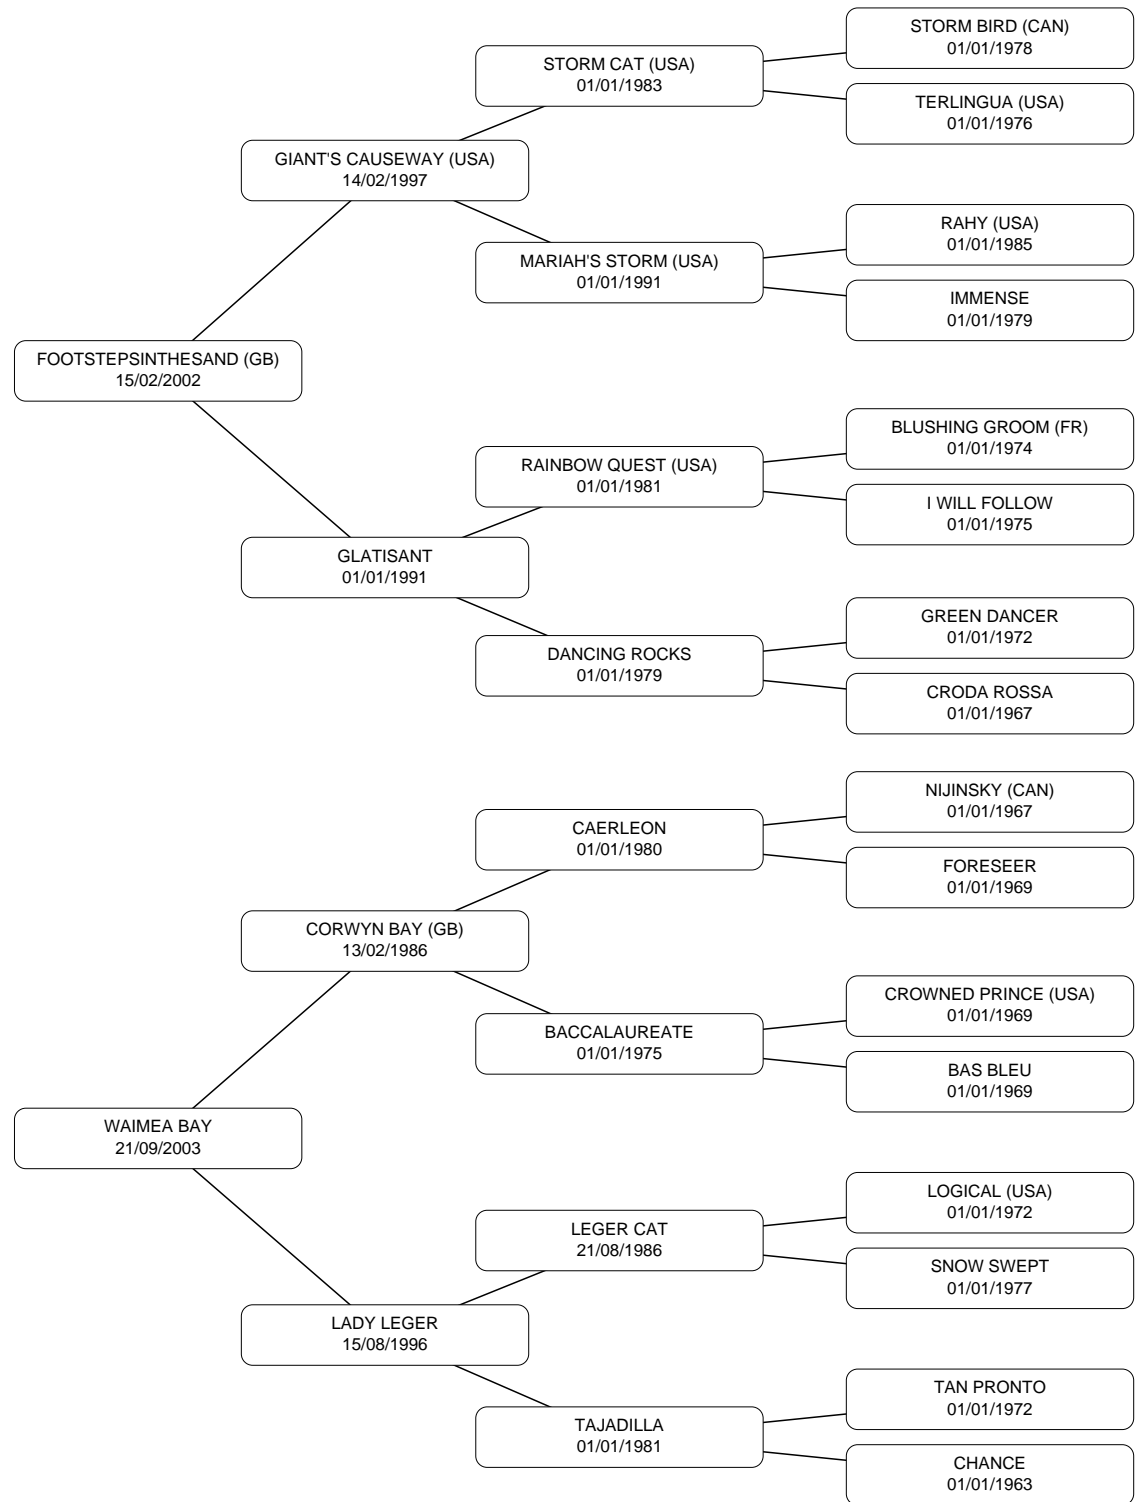 STORM BIRD (CAN)
01/01/1978
STORM CAT (USA)
01/01/1983
TERLINGUA (USA)
01/01/1976
GIANT'S CAUSEWAY (USA)
14/02/1997
RAHY (USA)
01/01/1985
MARIAH'S STORM (USA)
01/01/1991
IMMENSE
01/01/1979
FOOTSTEPSINTHESAND (GB)
15/02/2002
BLUSHING GROOM (FR)
01/01/1974
RAINBOW QUEST (USA)
01/01/1981
I WILL FOLLOW
01/01/1975
GLATISANT
01/01/1991
GREEN DANCER
01/01/1972
DANCING ROCKS
01/01/1979
CRODA ROSSA
01/01/1967
NIJINSKY (CAN)
01/01/1967
CAERLEON
01/01/1980
FORESEER
01/01/1969
CORWYN BAY (GB)
13/02/1986
CROWNED PRINCE (USA)
01/01/1969
BACCALAUREATE
01/01/1975
BAS BLEU
01/01/1969
WAIMEA BAY
21/09/2003
LOGICAL (USA)
01/01/1972
LEGER CAT
21/08/1986
SNOW SWEPT
01/01/1977
LADY LEGER
15/08/1996
TAN PRONTO
01/01/1972
TAJADILLA
01/01/1981
CHANCE
01/01/1963